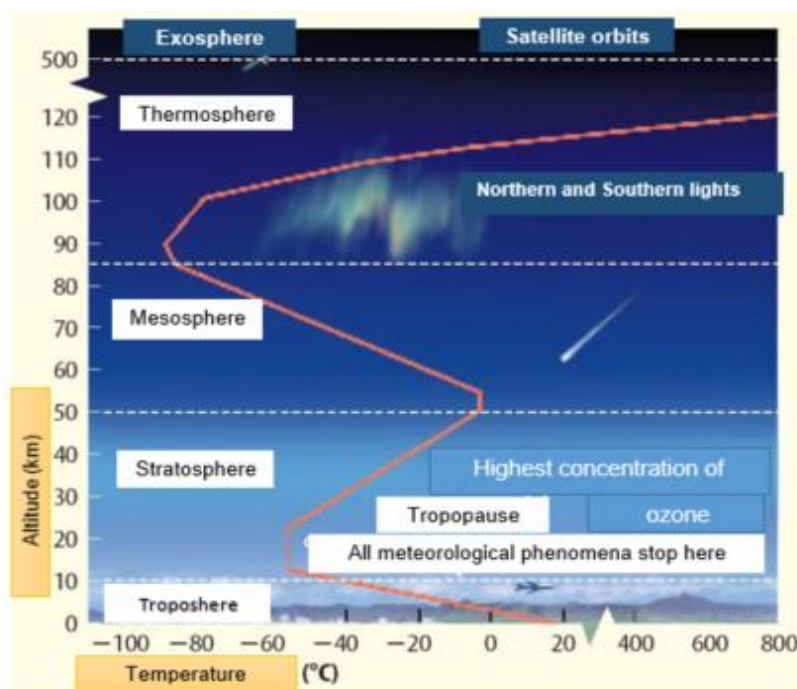 Exosphere
Satellite orbits
500
Thermosphere
120
110
100
Northern and Southern lights
90
80
Mesosphere
70
60
50
Altitude (km)
Stratosphere
40
Highest concentration of
30
Tropopause
ozone
20
All meteorological phenomena stop here
10
Troposhere
0
−100 −80 −60 −40 −20 0 20 400 600 800
Temperature (°C)